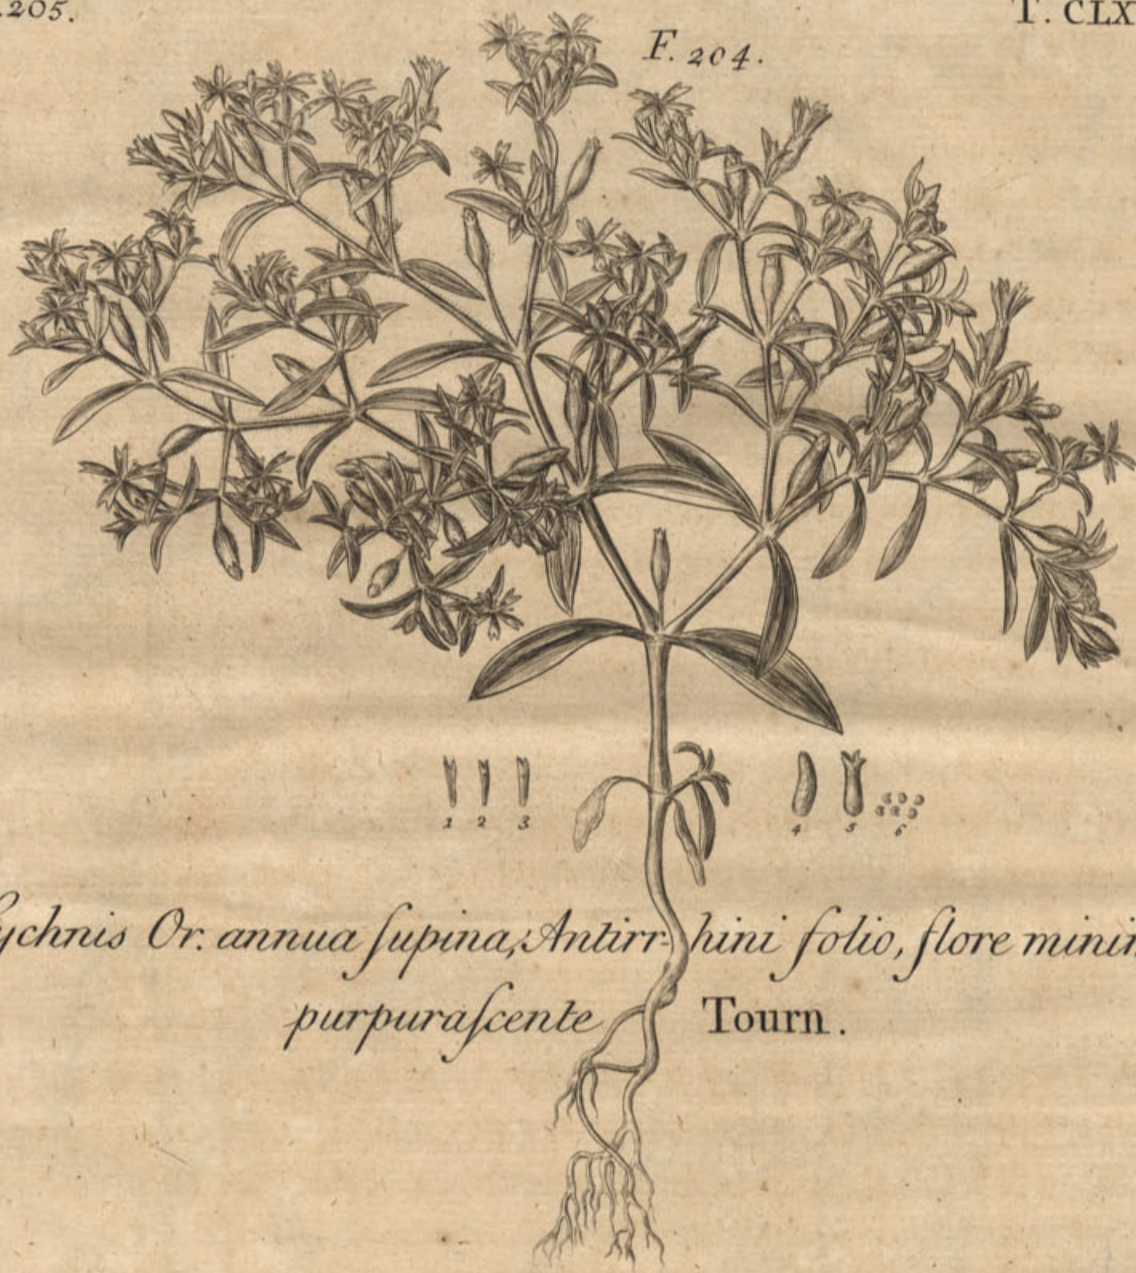 .205.
T. CLX
F. 204.
1 2 3
4 5 6
ychnis Or. annua ſupina, Antirr-hini folio, flore minim
purpuraſcente Tourn.